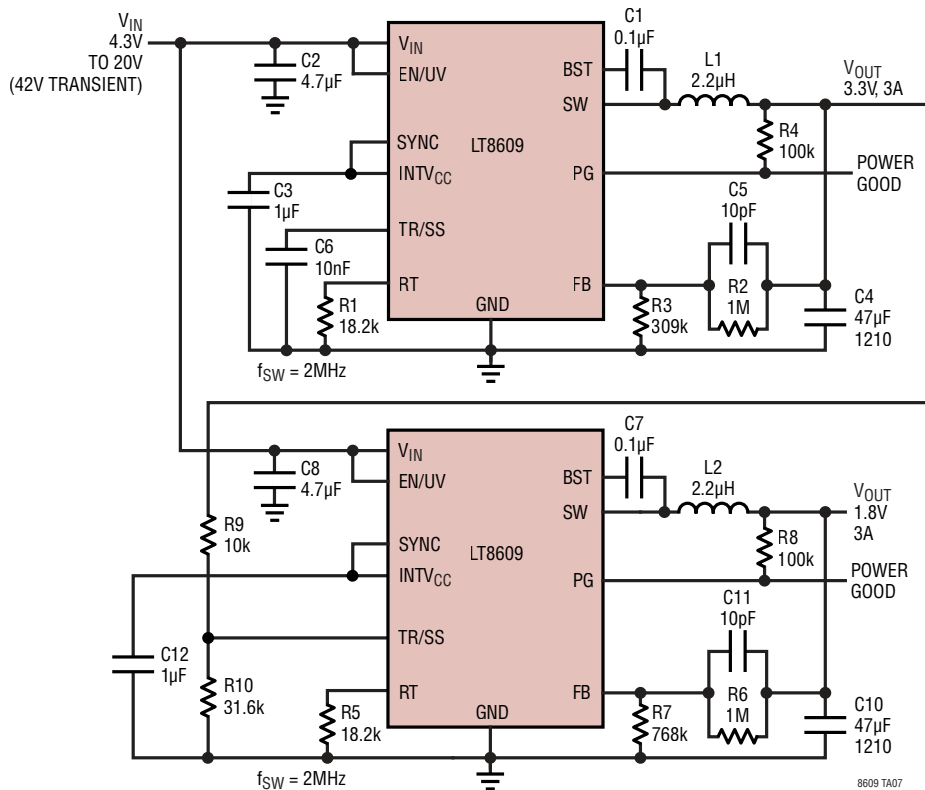 VIN
4.3V
TO 20V
(42V TRANSIENT)
C2
4.7µF
VIN
EN/UV
SYNC
INTVCC
TR/SS
RT
LT8609
GND
BST
SW
PG
FB
C1
0.1µF
L1
2.2µH
VOUT
3.3V, 3A
R4
100k
POWER
GOOD
C5
10pF
R2
1M
R3
309k
C4
47µF
1210
C3
1µF
C6
10nF
R1
18.2k
fSW = 2MHz
C8
4.7µF
VIN
EN/UV
SYNC
INTVCC
TR/SS
RT
LT8609
GND
BST
SW
PG
FB
C7
0.1µF
L2
2.2µH
VOUT
1.8V
3A
R8
100k
POWER
GOOD
C11
10pF
R6
1M
R7
768k
C10
47µF
1210
R9
10k
C12
1µF
R10
31.6k
R5
18.2k
fSW = 2MHz
8609 TA07